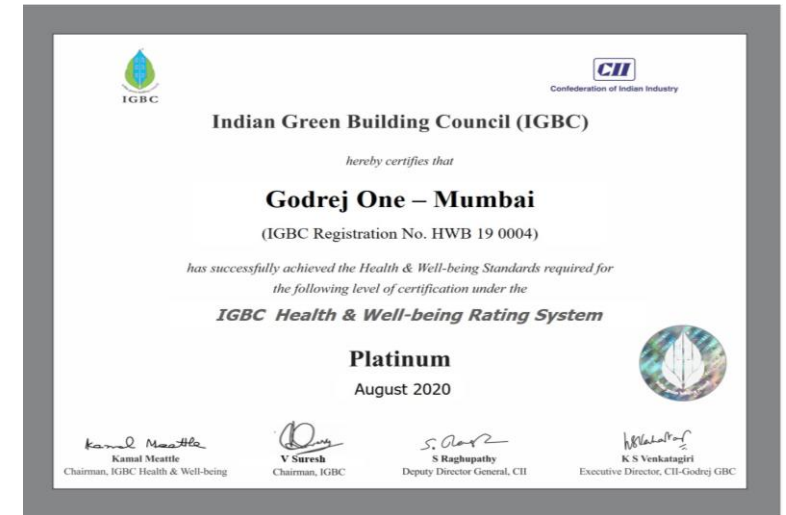 IGBC
CII
Confederation of Indian Industry
Indian Green Building Council (IGBC)
hereby certifies that
Godrej One – Mumbai
(IGBC Registration No. HWB 19 0004)
has successfully achieved the Health & Well-being Standards required for
the following level of certification under the
IGBC Health & Well-being Rating System
Platinum
August 2020
Kamal Meattle
Kamal Meattle
Chairman, IGBC Health & Well-being
V Suresh
Chairman, IGBC
S Raghupathy
Deputy Director General, CII
K S Venkatagiri
Executive Director, CII-Godrej GBC